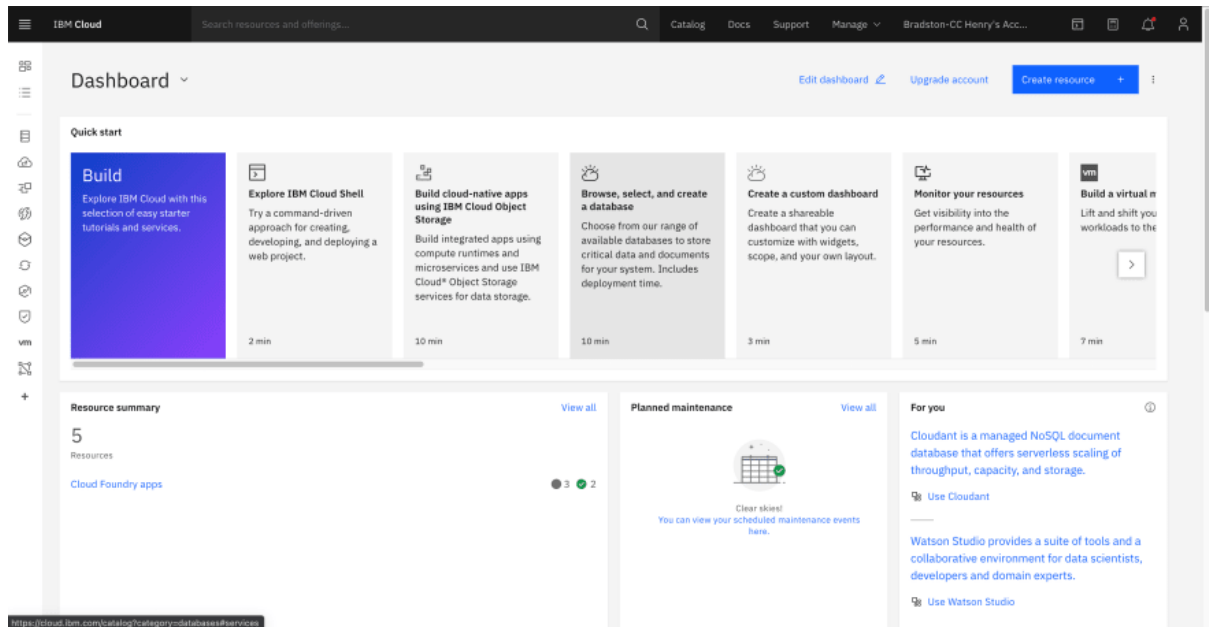 IBM Cloud
Search resources and offerings...
Catalog
Docs
Support
Manage
Bradston-CC Henry's Acc...
Dashboard
Edit dashboard
Upgrade account
Create resource +
Quick start
Build
Explore IBM Cloud with this
selection of easy starter
tutorials and services.
Explore IBM Cloud Shell
Try a command-driven
approach for creating,
developing, and deploying a
web project.
2 min
Build cloud-native apps
using IBM Cloud Object
Storage
Build integrated apps using
compute runtimes and
microservices and use IBM
Cloud® Object Storage
services for data storage.
10 min
Browse, select, and create
a database
Choose from our range of
available databases to store
critical data and documents
for your system. Includes
deployment time.
10 min
Create a custom dashboard
Create a shareable
dashboard that you can
customize with widgets,
scope, and your own layout.
3 min
Monitor your resources
Get visibility into the
performance and health of
your resources.
5 min
vm
Build a virtual m
Lift and shift you
workloads to the
7 min
vm
Resource summary
View all
5
Resources
Cloud Foundry apps
3 2
Planned maintenance
View all
Clear skies!
You can view your scheduled maintenance events
here.
For you
Cloudant is a managed NoSQL document
database that offers serverless scaling of
throughput, capacity, and storage.
Use Cloudant
Watson Studio provides a suite of tools and a
collaborative environment for data scientists,
developers and domain experts.
Use Watson Studio
https://cloud.ibm.com/catalog?category=databases#services